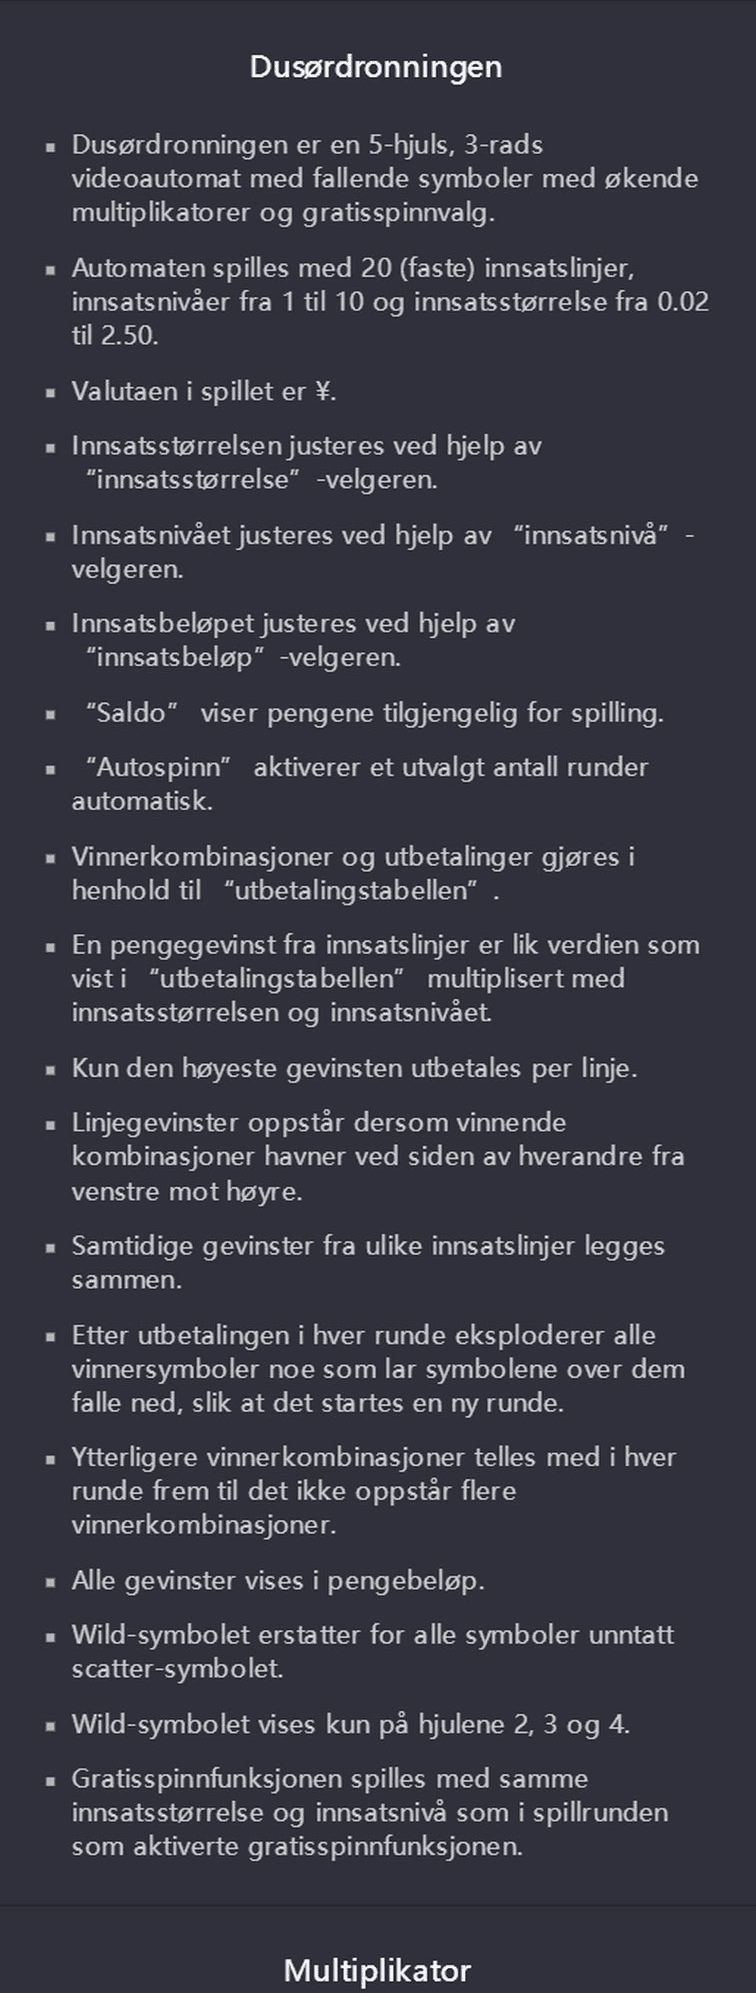 Dusørdronningen
▪ Dusørdronningen er en 5-hjuls, 3-rads
videoautomat med fallende symboler med økende
multiplikatorer og gratisspinnvalg.
▪ Automaten spilles med 20 (faste) innsatslinjer,
innsatsnivåer fra 1 til 10 og innsatsstørrelse fra 0.02
til 2.50.
▪ Valutaen i spillet er ¥.
▪ Innsatsstørrelsen justeres ved hjelp av
“innsatsstørrelse” -velgeren.
▪ Innsatsnivået justeres ved hjelp av “innsatsnivå” -
velgeren.
▪ Innsatsbeløpet justeres ved hjelp av
“innsatsbeløp” -velgeren.
▪ “Saldo” viser pengene tilgjengelig for spilling.
▪ “Autospinn” aktiverer et utvalgt antall runder
automatisk.
▪ Vinnerkombinasjoner og utbetalinger gjøres i
henhold til “utbetalingstabellen” .
▪ En pengegevinst fra innsatslinjer er lik verdien som
vist i “utbetalingstabellen” multiplisert med
innsatsstørrelsen og innsatsnivået.
▪ Kun den høyeste gevinsten utbetales per linje.
▪ Linjegevinster oppstår dersom vinnende
kombinasjoner havner ved siden av hverandre fra
venstre mot høyre.
▪ Samtidige gevinster fra ulike innsatslinjer legges
sammen.
▪ Etter utbetalingen i hver runde eksploderer alle
vinnersymboler noe som lar symbolene over dem
falle ned, slik at det startes en ny runde.
▪ Ytterligere vinnerkombinasjoner telles med i hver
runde frem til det ikke oppstår flere
vinnerkombinasjoner.
▪ Alle gevinster vises i pengebeløp.
▪ Wild-symbolet erstatter for alle symboler unntatt
scatter-symbolet.
▪ Wild-symbolet vises kun på hjulene 2, 3 og 4.
▪ Gratisspinnfunksjonen spilles med samme
innsatsstørrelse og innsatsnivå som i spillrunden
som aktiverte gratisspinnfunksjonen.
Multiplikator